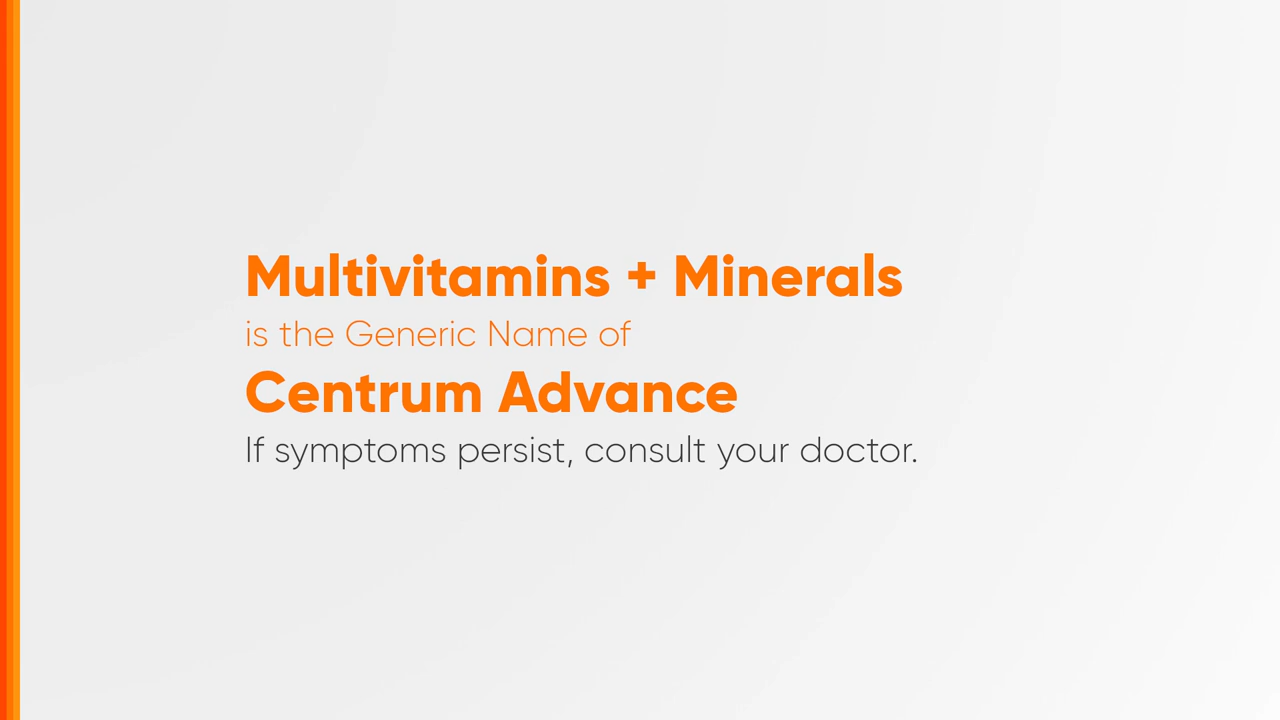 Multivitamins + Minerals
is the Generic Name of
Centrum Advance
If symptoms persist, consult your doctor.